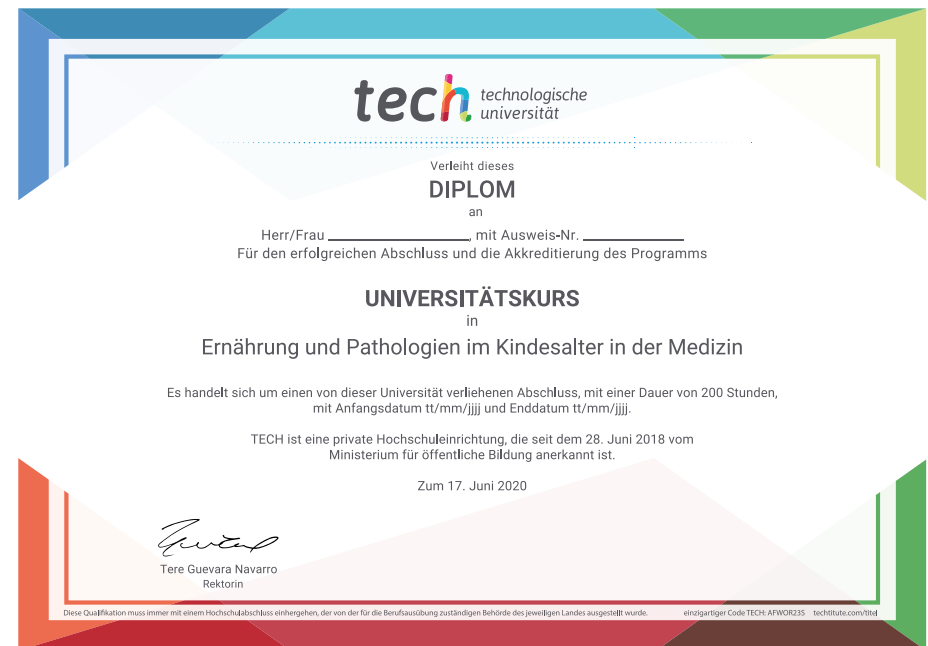 tech technologische
universität
Verleiht dieses
DIPLOM
an
Herr/Frau ____________________, mit Ausweis-Nr. ______________
Für den erfolgreichen Abschluss und die Akkreditierung des Programms
UNIVERSITÄTSKURS
in
Ernährung und Pathologien im Kindesalter in der Medizin
Es handelt sich um einen von dieser Universität verliehenen Abschluss, mit einer Dauer von 200 Stunden,
mit Anfangsdatum tt/mm/jjjj und Enddatum tt/mm/jjjj.
TECH ist eine private Hochschuleinrichtung, die seit dem 28. Juni 2018 vom
Ministerium für öffentliche Bildung anerkannt ist.
Zum 17. Juni 2020
Tere Guevara Navarro
Rektorin
Diese Qualifikation muss immer mit einem Hochschulabschluss einhergehen, der von der für die Berufsausübung zuständigen Behörde des jeweiligen Landes ausgestellt wurde. einzigartiger Code TECH: AFWOR23S techtitute.com/titel